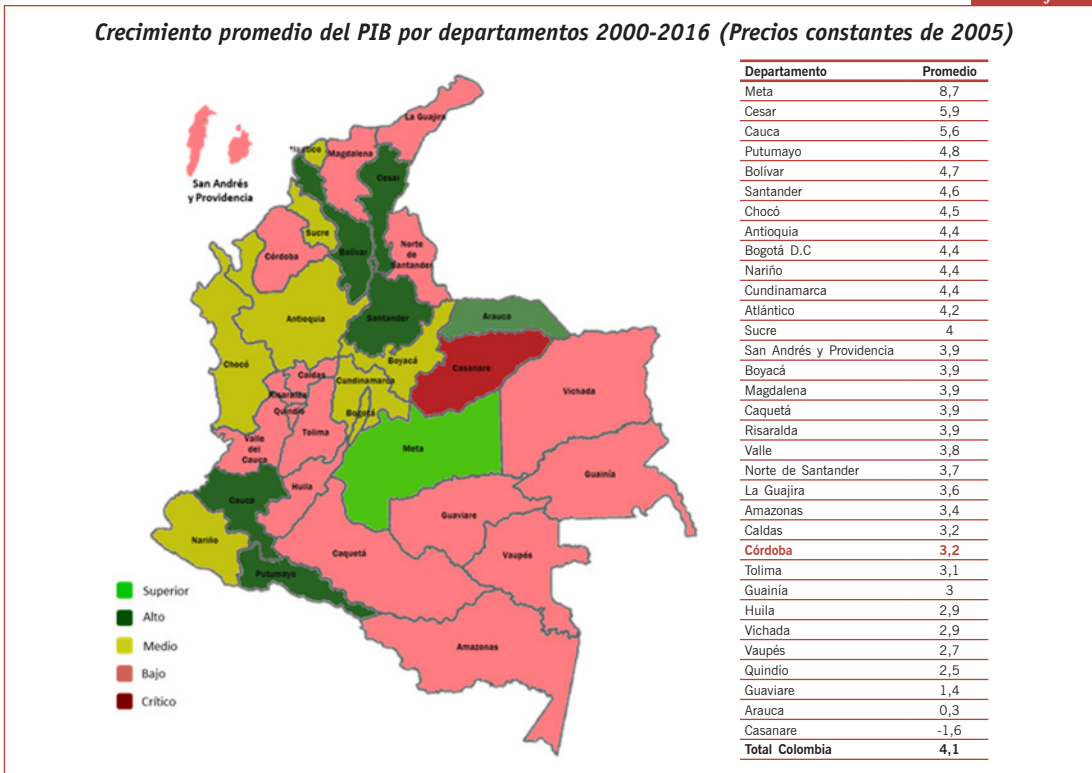 Crecimiento promedio del PIB por departamentos 2000-2016 (Precios constantes de 2005)
La Guajira
Magdalena
Cesar
San Andrés
y Providencia
Sucre
Bolívar
Córdoba
Norte
de
Santander
Antioquia
Santander
Arauca
Chocó
Boyacá
Casanare
Caldas
Cundinamarca
Risaralda
Quindío
Bogotá
Vichada
Tolima
Valle
del
Cauca
Meta
Guainía
Huila
Cauca
Guaviare
Nariño
Caquetá
Vaupés
Putumayo
Amazonas
Superior
Alto
Medio
Bajo
Crítico
Departamento Promedio
Meta 8,7
Cesar 5,9
Cauca 5,6
Putumayo 4,8
Bolívar 4,7
Santander 4,6
Chocó 4,5
Antioquia 4,4
Bogotá D.C 4,4
Nariño 4,4
Cundinamarca 4,4
Atlántico 4,2
Sucre 4
San Andrés y Providencia 3,9
Boyacá 3,9
Magdalena 3,9
Caquetá 3,9
Risaralda 3,9
Valle 3,8
Norte de Santander 3,7
La Guajira 3,6
Amazonas 3,4
Caldas 3,2
Córdoba 3,2
Tolima 3,1
Guainía 3
Huila 2,9
Vichada 2,9
Vaupés 2,7
Quindío 2,5
Guaviare 1,4
Arauca 0,3
Casanare -1,6
Total Colombia 4,1